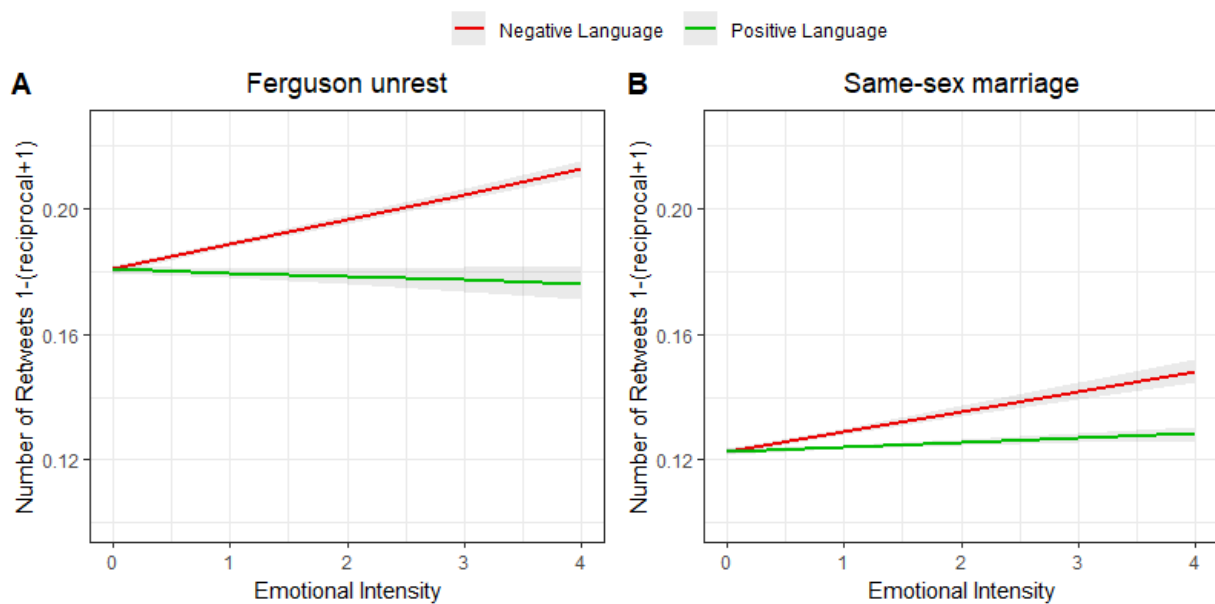 Negative Language
Positive Language
A
Ferguson unrest
Number of Retweets 1-(reciprocal+1)
0.20
0.16
0.12
0 1 2 3 4
Emotional Intensity
B
Same-sex marriage
Number of Retweets 1-(reciprocal+1)
0.20
0.16
0.12
0 1 2 3 4
Emotional Intensity